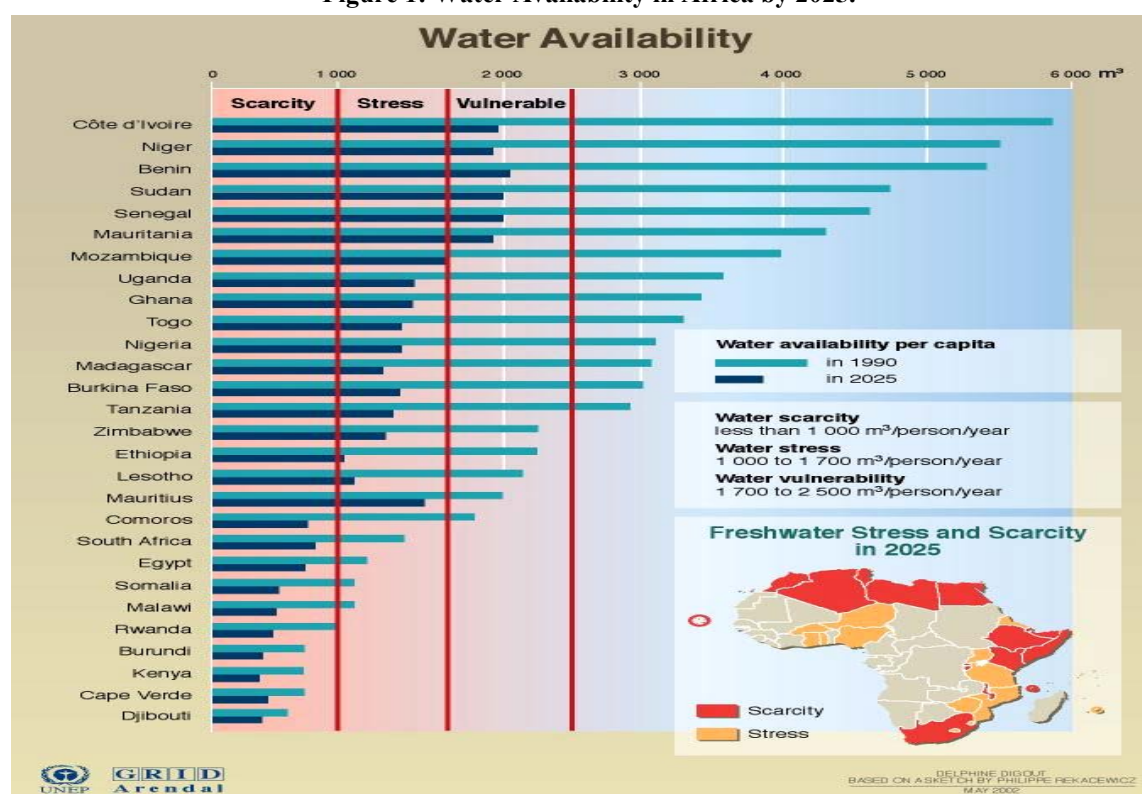 Figure 1: Water Availability in Africa by 2025.
Water Availability
0 1 000 2 000 3 000 4 000 5 000 6 000 m³
Scarcity Stress Vulnerable
Côte d'Ivoire
Niger
Benin
Sudan
Senegal
Mauritania
Mozambique
Uganda
Ghana
Togo
Nigeria
Madagascar
Burkina Faso
Tanzania
Zimbabwe
Ethiopia
Lesotho
Mauritius
Comoros
South Africa
Egypt
Somalia
Malawi
Rwanda
Burundi
Kenya
Cape Verde
Djibouti
Water availability per capita
in 1990
in 2025
Water scarcity
less than 1 000 m³/person/year
Water stress
1 000 to 1 700 m³/person/year
Water vulnerability
1 700 to 2 500 m³/person/year
Freshwater Stress and Scarcity
in 2025
Scarcity
Stress
UNEP
GRID
Arendal
DELPHINE DIGOUT
BASED ON A SKETCH BY PHILIPPE REKACEWICZ
MAY 2002